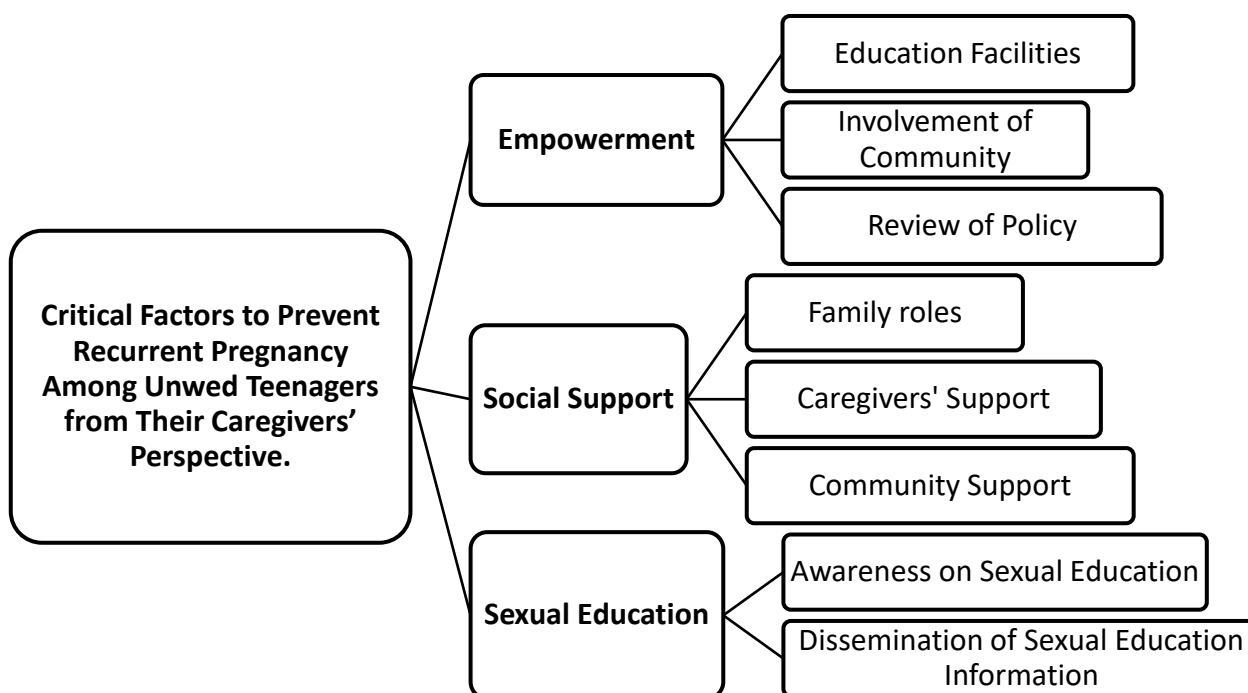 Critical Factors to Prevent
Recurrent Pregnancy
Among Unwed Teenagers
from Their Caregivers’
Perspective.
Empowerment
Education Facilities
Involvement of
Community
Review of Policy
Social Support
Family roles
Caregivers' Support
Community Support
Sexual Education
Awareness on Sexual Education
Dissemination of Sexual Education
Information